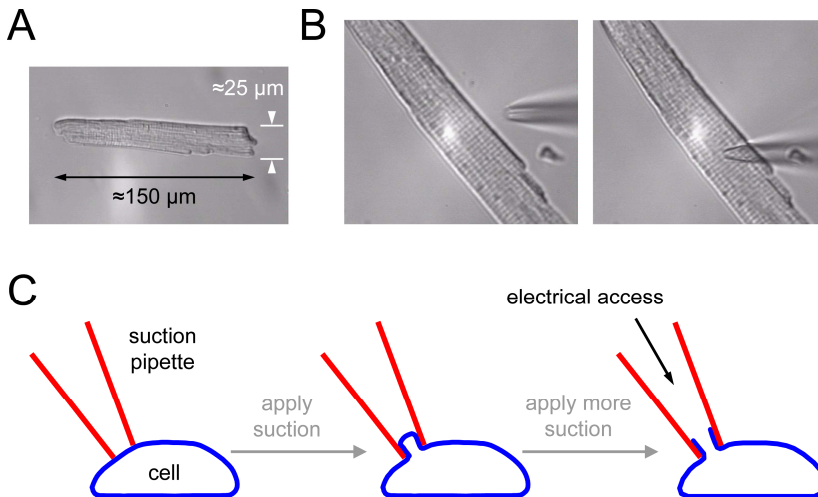 A
B
≈25 µm
≈150 µm
C
electrical access
suction
pipette
apply
suction
apply more
suction
cell